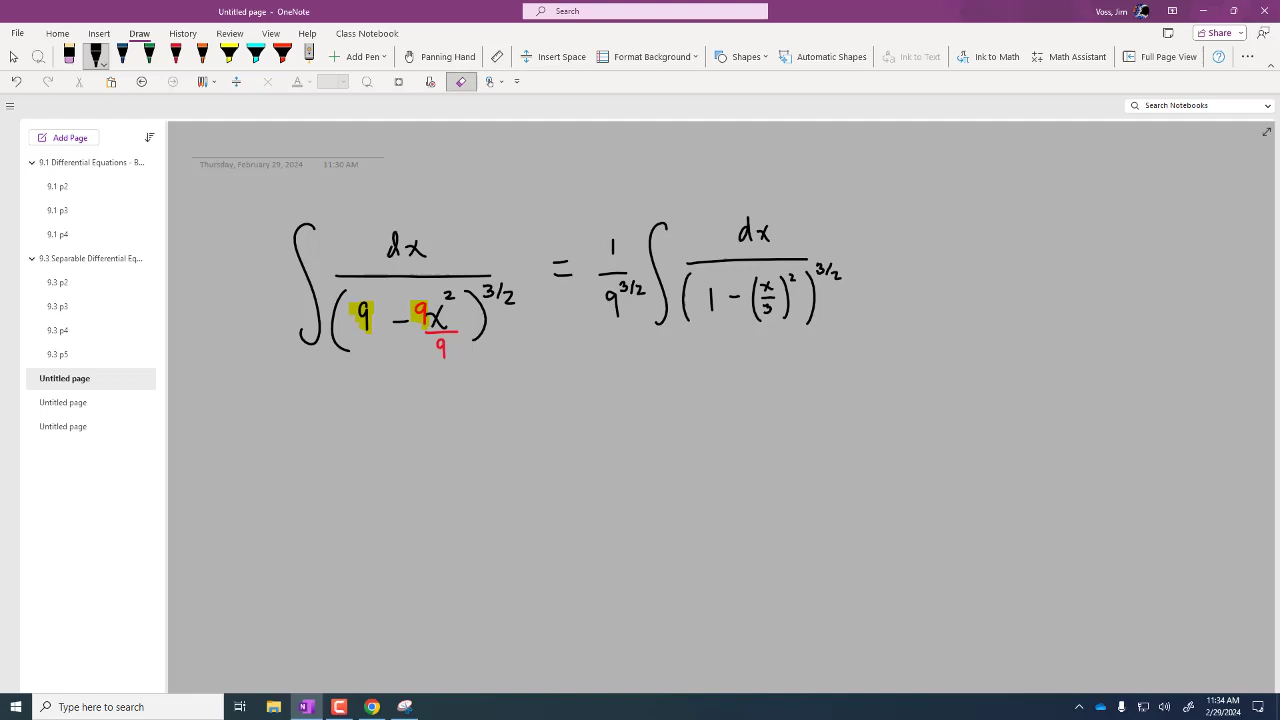 Untitled page - OneNote
Search
Voss, Jim
File Home Insert Draw History Review View Help Class Notebook
Share
Add Pen
Insert Space
Format Background
Shapes
Automatic Shapes
Ink to Text
Ink to Math
Math Assistant
Full Page View
Search Notebooks
Add Page
9.1 Differential Equations - B...
9.1 p2
9.1 p3
9.1 p4
9.3 Separable Differential Eq...
9.3 p2
9.3 p3
9.3 p4
9.3 p5
Untitled page
Untitled page
Untitled page
Thursday, February 29, 2024 11:30 AM
∫ dx / (9 − 9x²/9)^3/2 = 1/9^3/2 ∫ dx / (1 − (x/3)²)^3/2
Type here to search
11:34 AM
2/29/2024